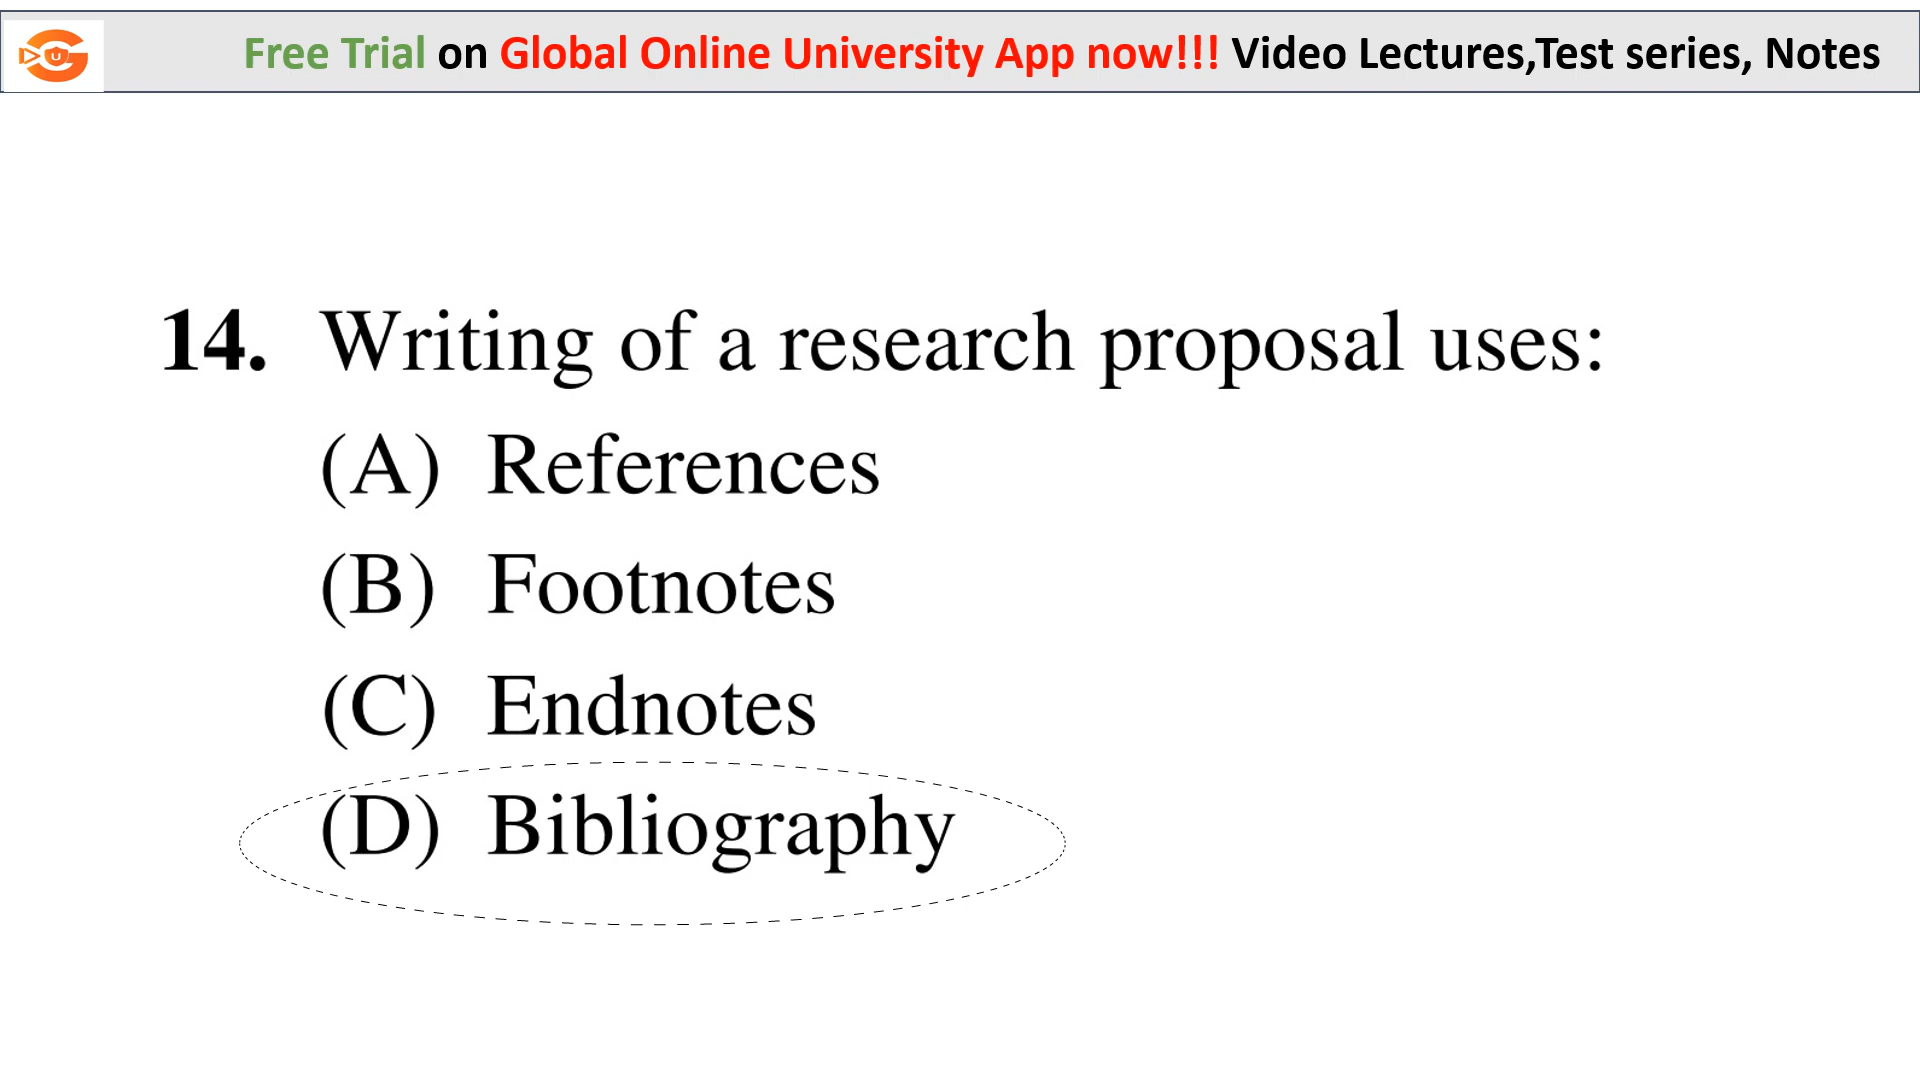 Free Trial on Global Online University App now!!! Video Lectures,Test series, Notes
14. Writing of a research proposal uses:
(A) References
(B) Footnotes
(C) Endnotes
(D) Bibliography